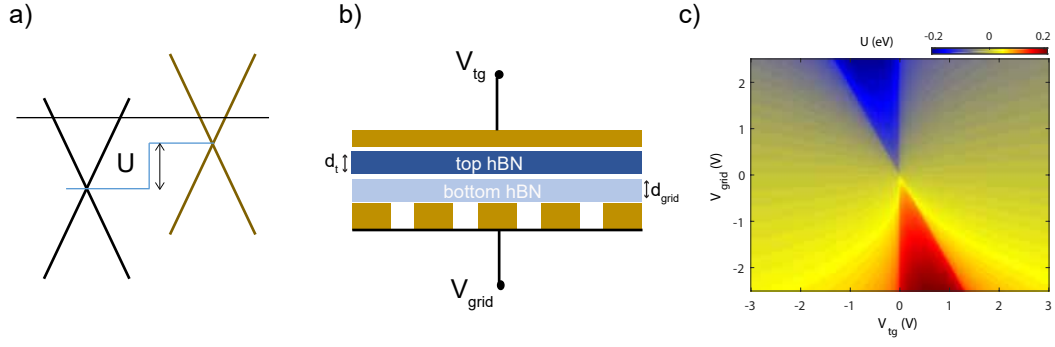 a)
b)
c)
U
V_tg
top hBN
bottom hBN
d_t
d_grid
V_grid
U (eV)
-0.2
0
0.2
V_grid (V)
2
1
0
-1
-2
-3
-2
-1
0
1
2
3
V_tg (V)